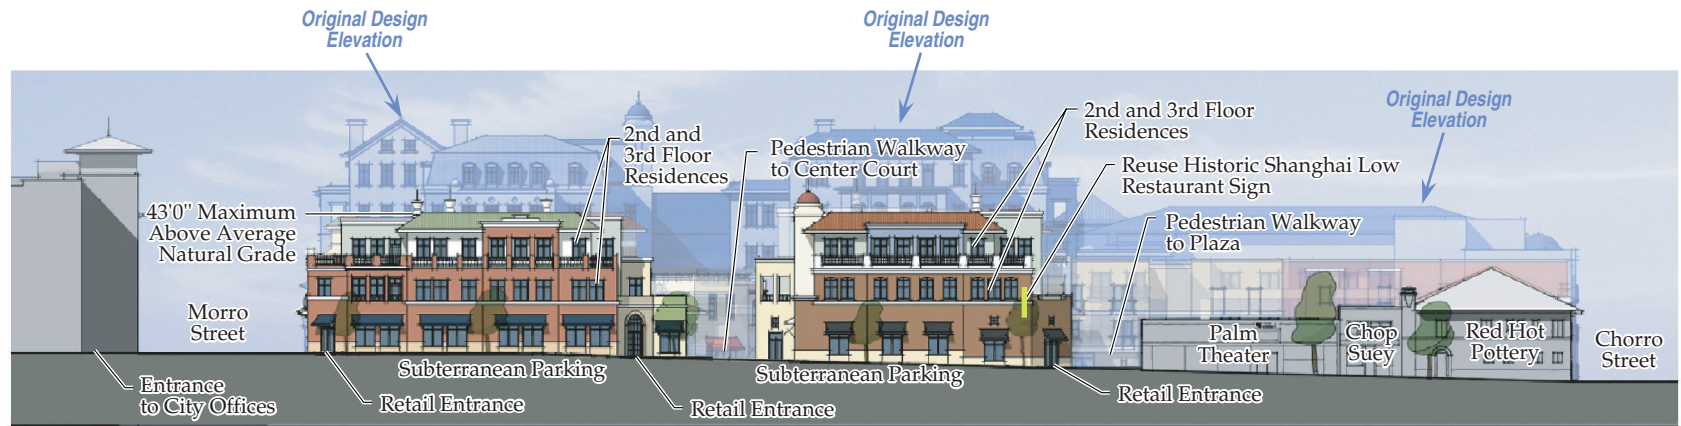 Original Design
Elevation
Original Design
Elevation
Original Design
Elevation
2nd and
3rd Floor
Residences
Pedestrian Walkway
to Center Court
2nd and 3rd Floor
Residences
Reuse Historic Shanghai Low
Restaurant Sign
43'0" Maximum
Above Average
Natural Grade
Pedestrian Walkway
to Plaza
Morro
Street
Palm
Theater
Chop
Suey
Red Hot
Pottery
Chorro
Street
Subterranean Parking
Subterranean Parking
Entrance
to City Offices
Retail Entrance
Retail Entrance
Retail Entrance